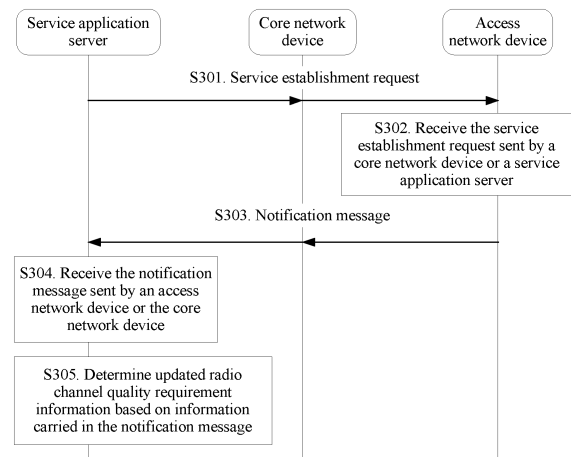 Service application
server
Core network
device
Access
network device
S301. Service establishment request
S302. Receive the service
establishment request sent by a
core network device or a service
application server
S303. Notification message
S304. Receive the notification
message sent by an access
network device or the core
network device
S305. Determine updated radio
channel quality requirement
information based on information
carried in the notification message